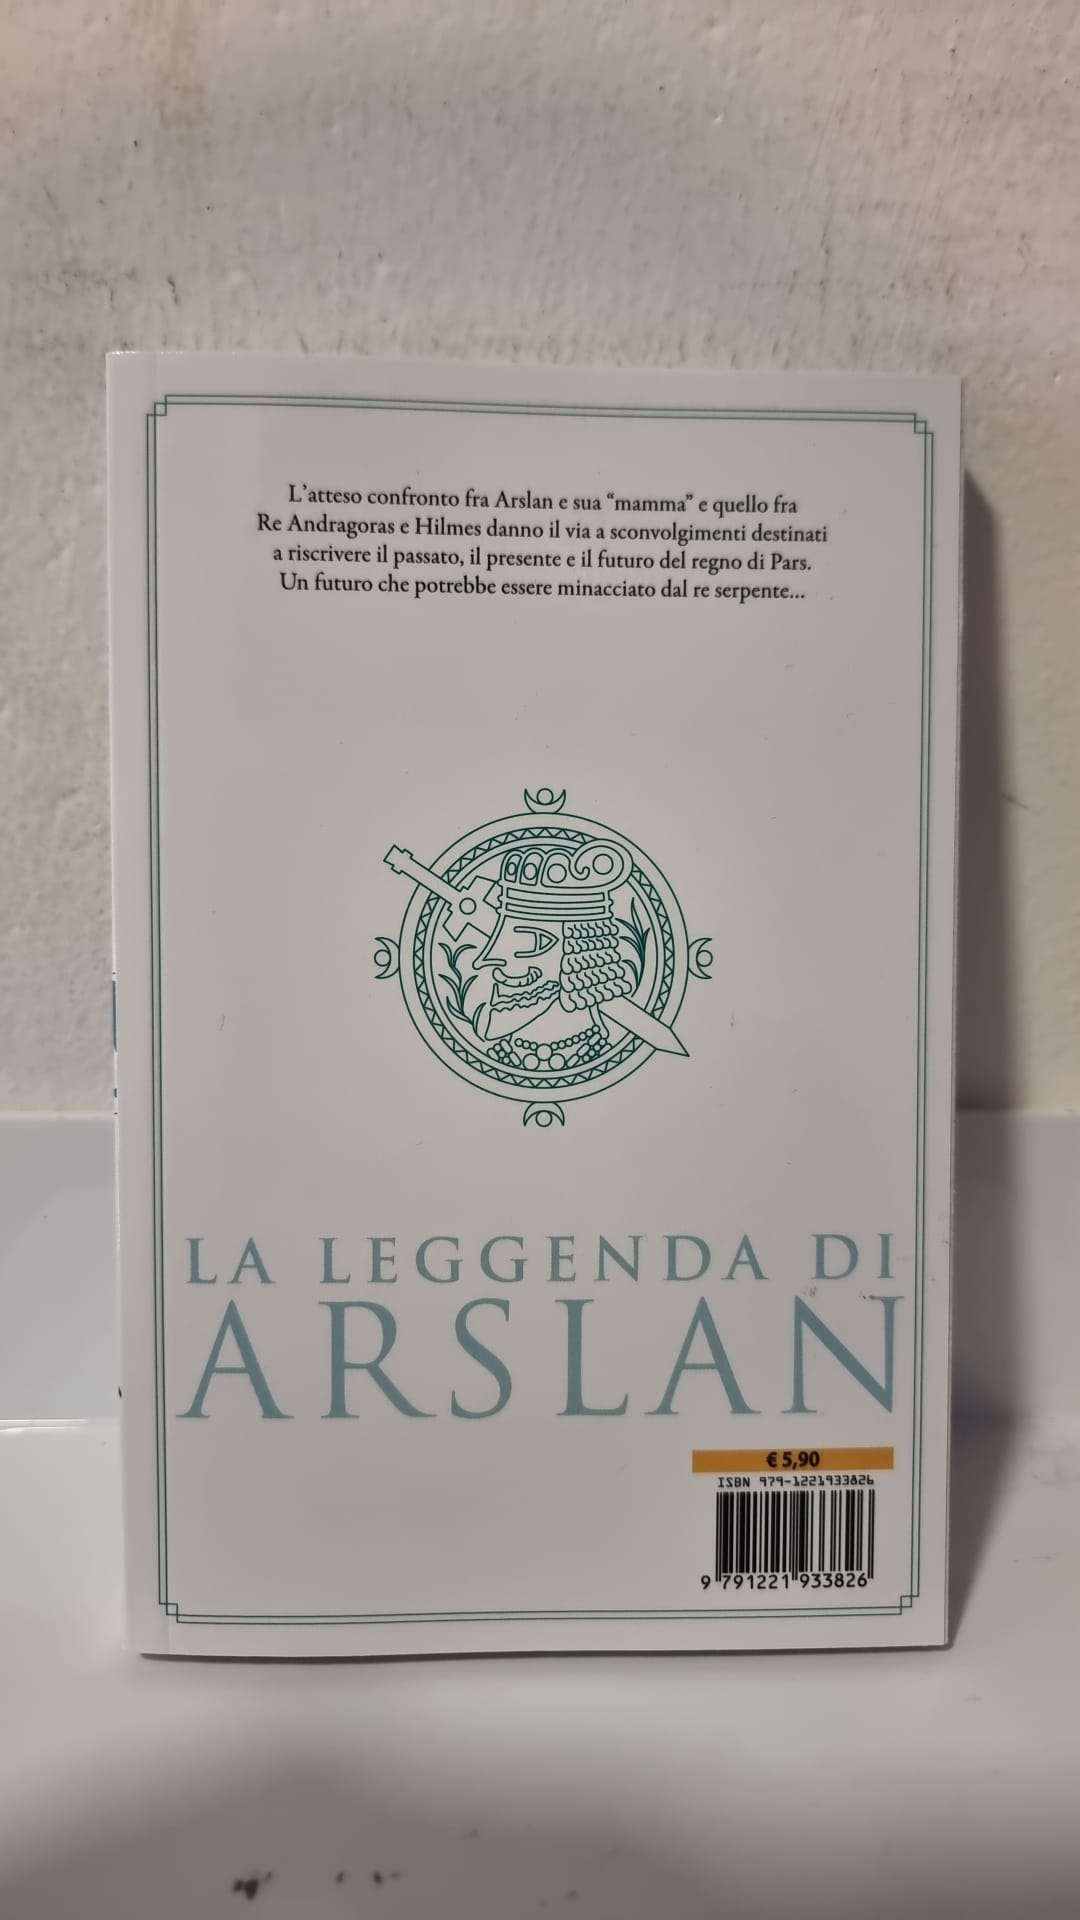 L'atteso confronto fra Arslan e sua “mamma” e quello fra
Re Andragoras e Hilmes danno il via a sconvolgimenti destinati
a riscrivere il passato, il presente e il futuro del regno di Pars.
Un futuro che potrebbe essere minacciato dal re serpente...
LA LEGGENDA DI
ARSLAN
€ 5,90
ISBN 979-1221933826
9 791221 933826